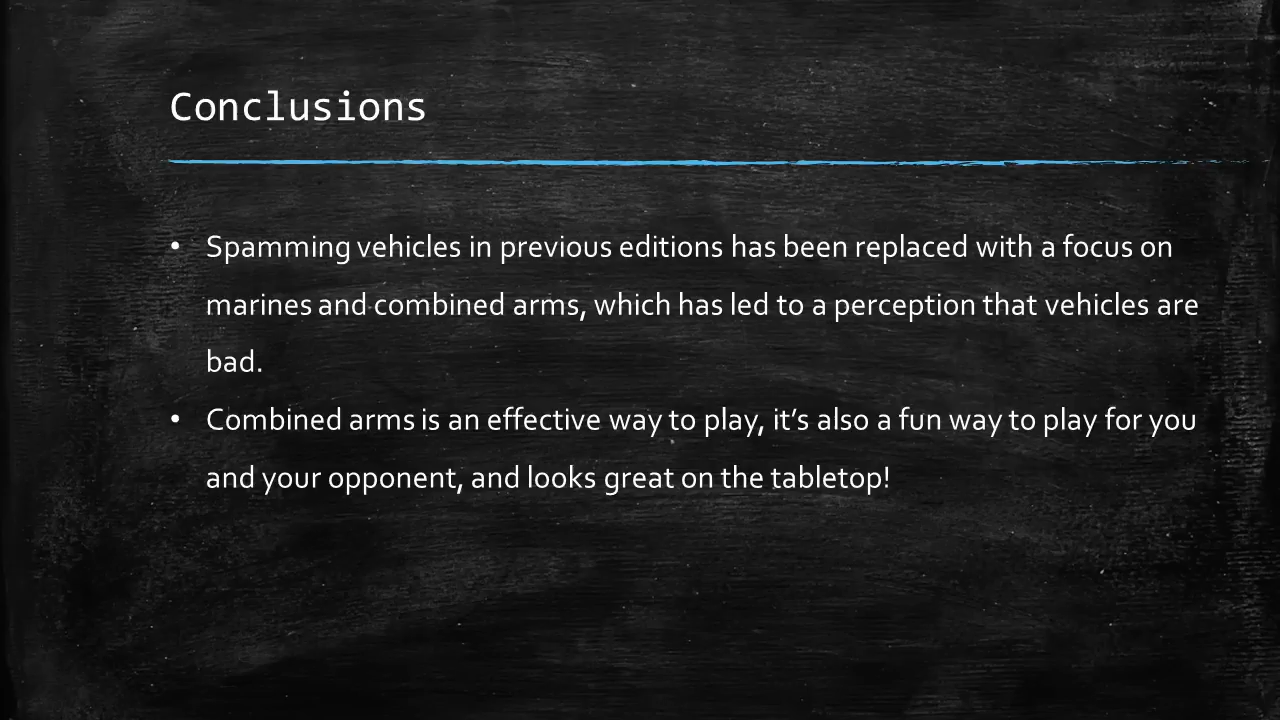 Conclusions
• Spamming vehicles in previous editions has been replaced with a focus on
marines and combined arms, which has led to a perception that vehicles are
bad.
• Combined arms is an effective way to play, it’s also a fun way to play for you
and your opponent, and looks great on the tabletop!